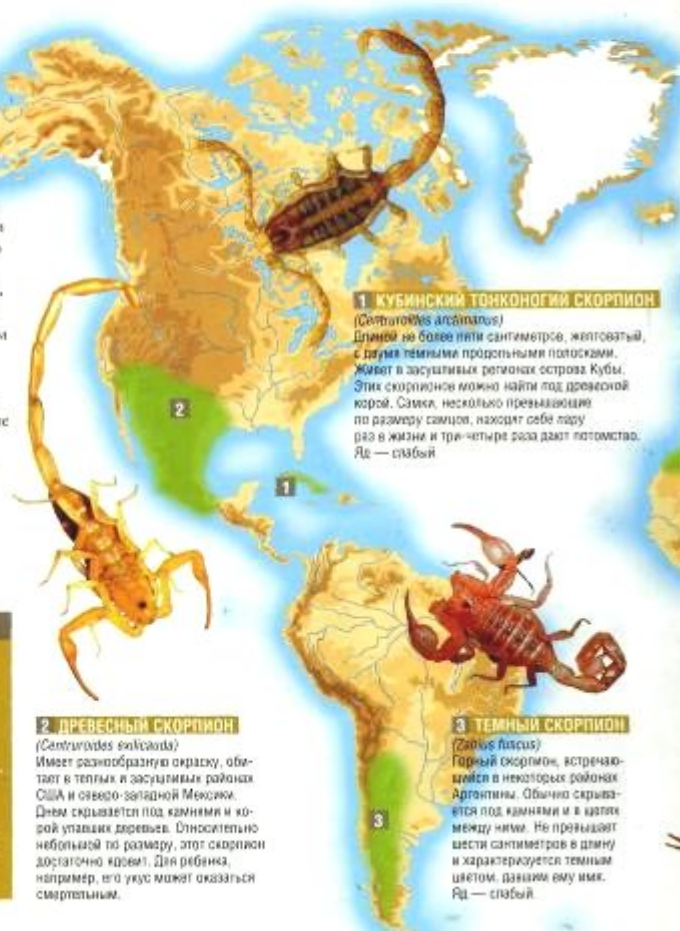 1 КУБИНСКИЙ ТОНКОНОГИЙ СКОРПИОН
(Centruroides arctimanus)
Длиной не более пяти сантиметров, желтоватый,
с двумя тёмными продольными полосками.
Живет в засушливых регионах острова Кубы.
Этих скорпионов можно найти под древесной
корой. Самки, несколько превышающие
по размеру самцов, находят себе пару
раз в жизни и три-четыре раза дают потомство.
Яд — слабый
2
1
2 ДРЕВЕСНЫЙ СКОРПИОН
(Centruroides exilicauda)
Имеет разнообразную окраску, оби-
тает в теплых и засушливых районах
США и северо-западной Мексики.
Днем скрывается под камнями и ко-
рой упавших деревьев. Относительно
небольшой по размеру, этот скорпион
достаточно ядовит. Для ребенка,
например, его укус может оказаться
смертельным.
3 ТЕМНЫЙ СКОРПИОН
(Zabius fuscus)
Горный скорпион, встречаю-
щийся в некоторых районах
Аргентины. Обычно скрыва-
ется под камнями и в щелях
между ними. Не превышает
шести сантиметров в длину
и характеризуется темным
цветом, давшим ему имя.
Яд — слабый
3